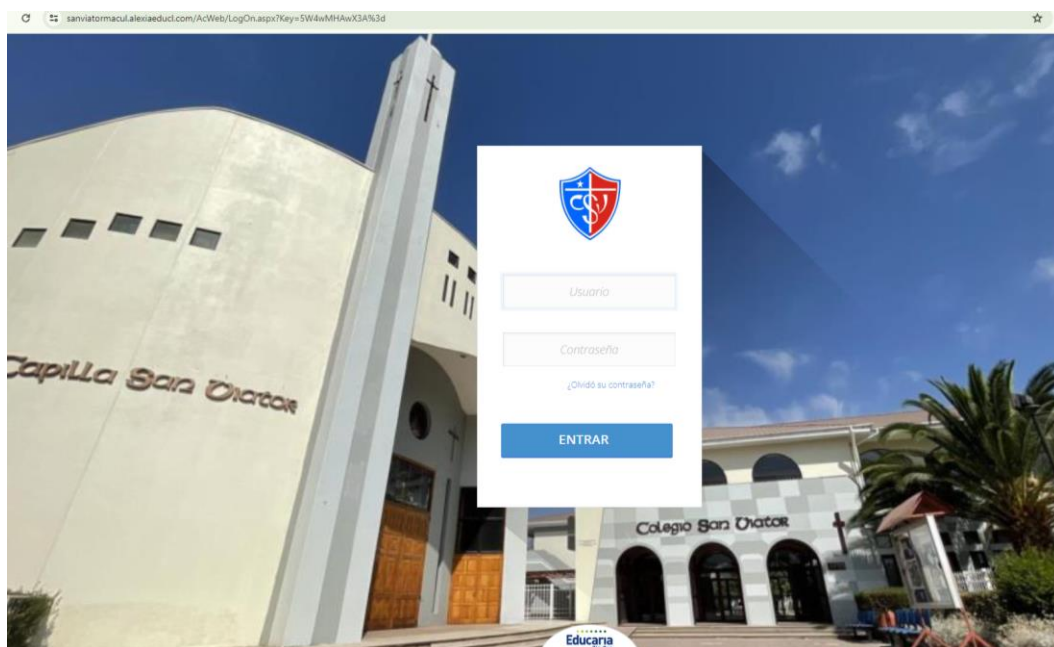 sanviatormacul.alexiaeducl.com/AcWeb/LogOn.aspx?Key=5W4wMHAwX3A%3d
CSV
Usuario
Contraseña
¿Olvidó su contraseña?
ENTRAR
Capilla San Viator
Colegio San Viator
Educaria